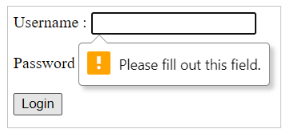 Username :
! Please fill out this field.
Password
Login